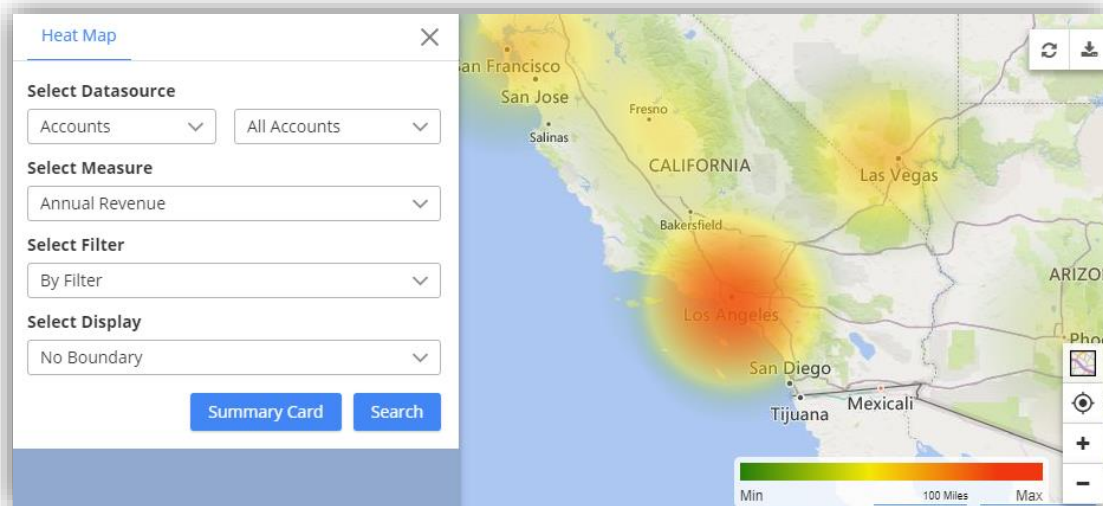 Heat Map
Select Datasource
Accounts
All Accounts
Select Measure
Annual Revenue
Select Filter
By Filter
Select Display
No Boundary
Summary Card
Search
San Francisco
San Jose
Salinas
Fresno
CALIFORNIA
Las Vegas
Bakersfield
ARIZO
Los Angeles
Pho
San Diego
Tijuana
Mexicali
Min
100 Miles
Max